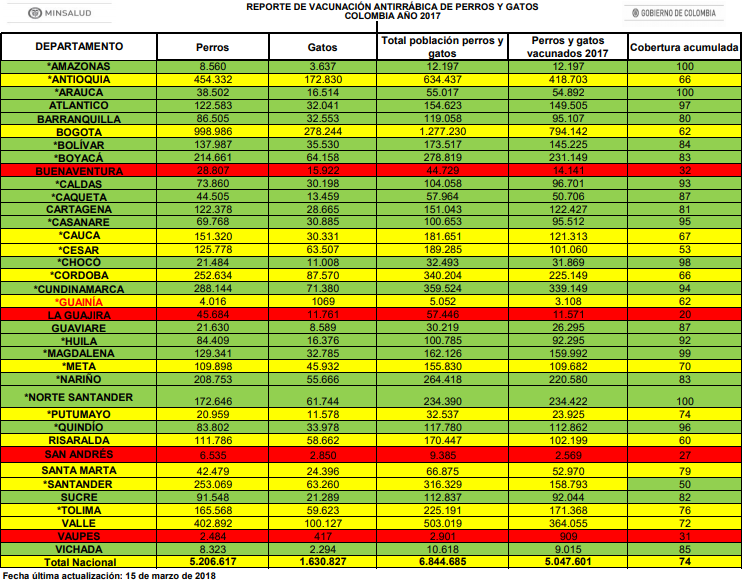 MINSALUD
REPORTE DE VACUNACIÓN ANTIRRÁBICA DE PERROS Y GATOS
COLOMBIA AÑO 2017
GOBIERNO DE COLOMBIA
DEPARTAMENTO Perros Gatos Total población perros y gatos Perros y gatos vacunados 2017 Cobertura acumulada
*AMAZONAS 8.560 3.637 12.197 12.197 100
*ANTIOQUIA 454.332 172.830 634.437 418.703 66
*ARAUCA 38.502 16.514 55.017 54.892 100
ATLANTICO 122.583 32.041 154.623 149.505 97
BARRANQUILLA 86.505 32.553 119.058 95.107 80
BOGOTA 998.986 278.244 1.277.230 794.142 62
*BOLÍVAR 137.987 35.530 173.517 145.225 84
*BOYACÁ 214.661 64.158 278.819 231.149 83
BUENAVENTURA 28.807 15.922 44.729 14.141 32
*CALDAS 73.860 30.198 104.058 96.701 93
*CAQUETA 44.505 13.459 57.964 50.706 87
CARTAGENA 122.378 28.665 151.043 122.427 81
*CASANARE 69.768 30.885 100.653 95.512 95
*CAUCA 151.320 30.331 181.651 121.313 67
*CESAR 125.778 63.507 189.285 101.060 53
*CHOCÓ 21.484 11.008 32.493 31.869 98
*CORDOBA 252.634 87.570 340.204 225.149 66
*CUNDINAMARCA 288.144 71.380 359.524 339.149 94
*GUAINÍA 4.016 1069 5.052 3.108 62
LA GUAJIRA 45.684 11.761 57.446 11.571 20
GUAVIARE 21.630 8.589 30.219 26.295 87
*HUILA 84.409 16.376 100.785 92.295 92
*MAGDALENA 129.341 32.785 162.126 159.992 99
*META 109.898 45.932 155.830 109.682 70
*NARIÑO 208.753 55.666 264.418 220.580 83
*NORTE SANTANDER 172.646 61.744 234.390 234.422 100
*PUTUMAYO 20.959 11.578 32.537 23.925 74
*QUINDÍO 83.802 33.978 117.780 112.862 96
RISARALDA 111.786 58.662 170.447 102.199 60
SAN ANDRÉS 6.535 2.850 9.385 2.569 27
SANTA MARTA 42.479 24.396 66.875 52.970 79
*SANTANDER 253.069 63.260 316.329 158.793 50
SUCRE 91.548 21.289 112.837 92.044 82
*TOLIMA 165.568 59.623 225.191 171.368 76
VALLE 402.892 100.127 503.019 364.055 72
VAUPES 2.484 417 2.901 909 31
VICHADA 8.323 2.294 10.618 9.015 85
Total Nacional 5.206.617 1.630.827 6.844.685 5.047.601 74
Fecha última actualización: 15 de marzo de 2018